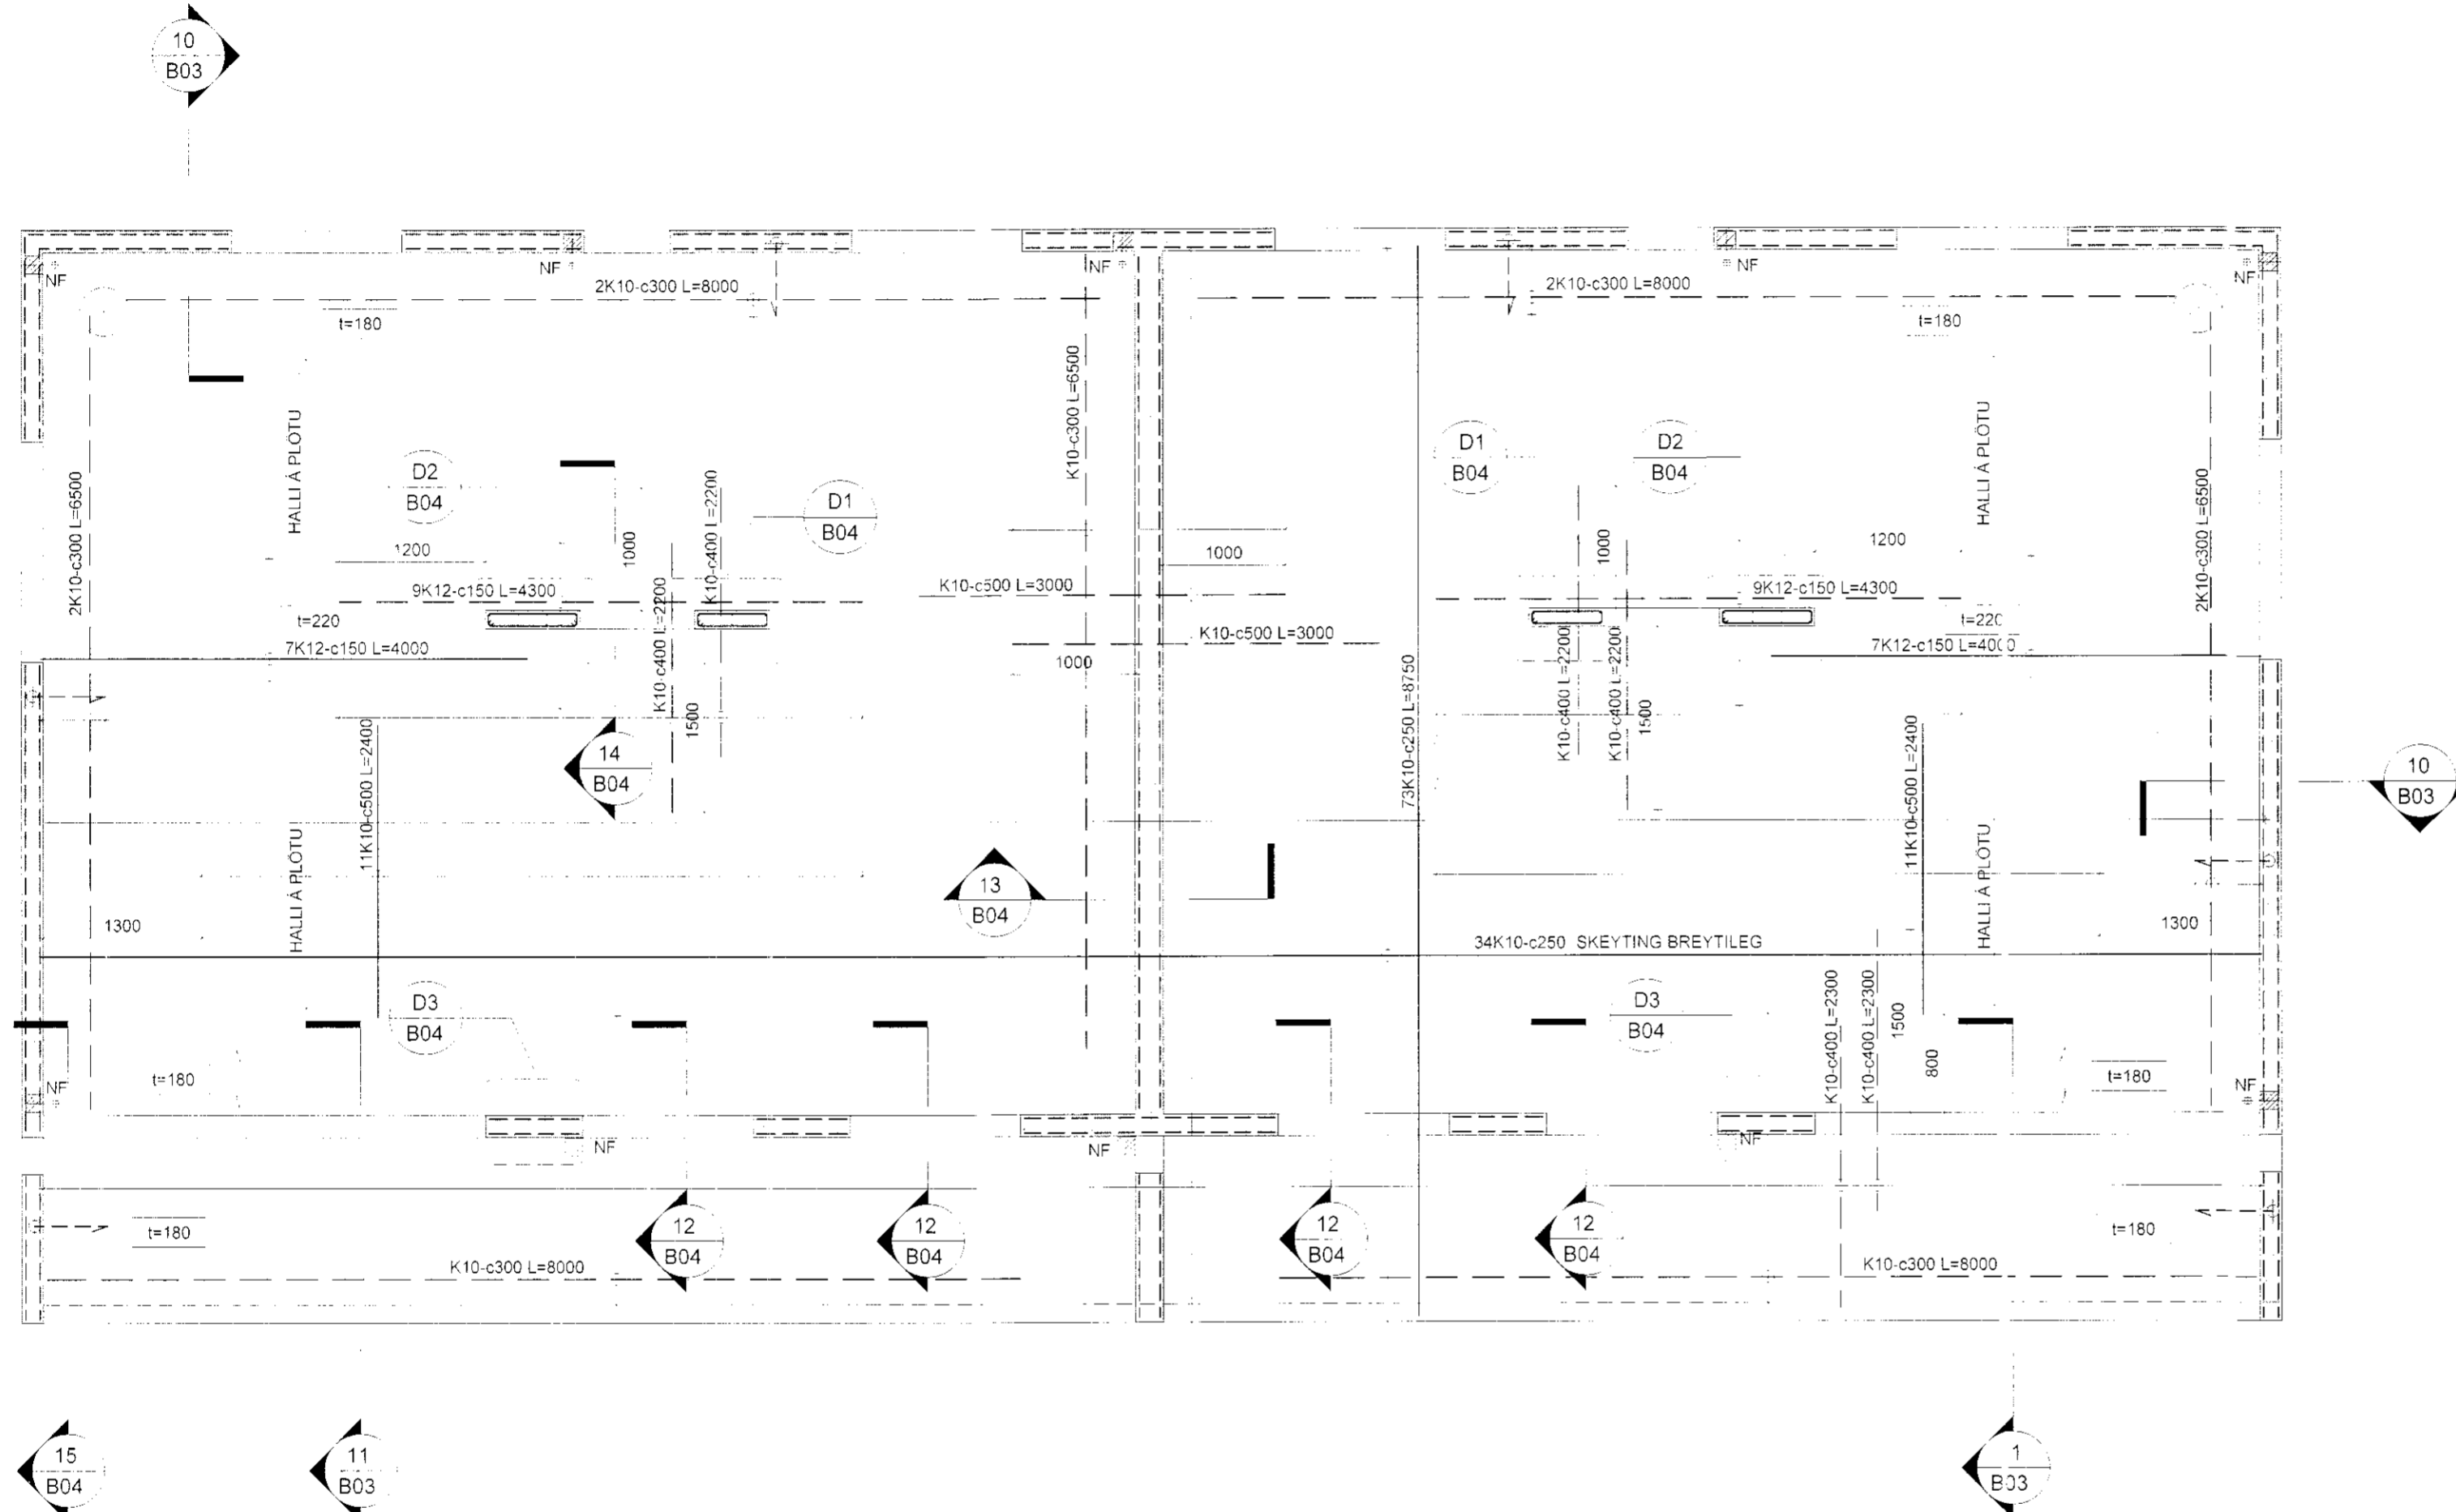 10
B03
NF
NF
NF
NF
NF
2K10-c300 L=8000
2K10-c300 L=8000
t=180
t=180
K10-c300 L=6500
HALLI Á PLÖTU
HALLI Á PLÖTU
D2
B04
D1
B04
D1
B04
D2
B04
2K10-c300 L=6500
2K10-c300 L=6500
K10-c400 L=2200
1200
1000
1000
1000
1200
9K12-c150 L=4300
K10-c400 L=2200
K10-c500 L=3000
9K12-c150 L=4300
t=220
t=220
K10-c500 L=3000
7K12-c150 L=4000
7K12-c150 L=4000
1000
K10-c400 L=2200
K10-c400 L=2200
1500
1500
73K10-c250 L=8750
11K10-c500 L=2400
11K10-c500 L=2400
14
B04
10
B03
HALLI Á PLÖTU
HALLI Á PLÖTU
13
B04
1300
1300
34K10-c250 SKEYTING BREYTILEG
D3
B04
D3
B04
K10-c400 L=2300
K10-c400 L=2300
1500
800
t=180
t=180
NF
NF
NF
NF
NF
12
B04
12
B04
12
B04
12
B04
t=180
t=180
K10-c300 L=8000
K10-c300 L=8000
15
B04
11
B03
1
B03